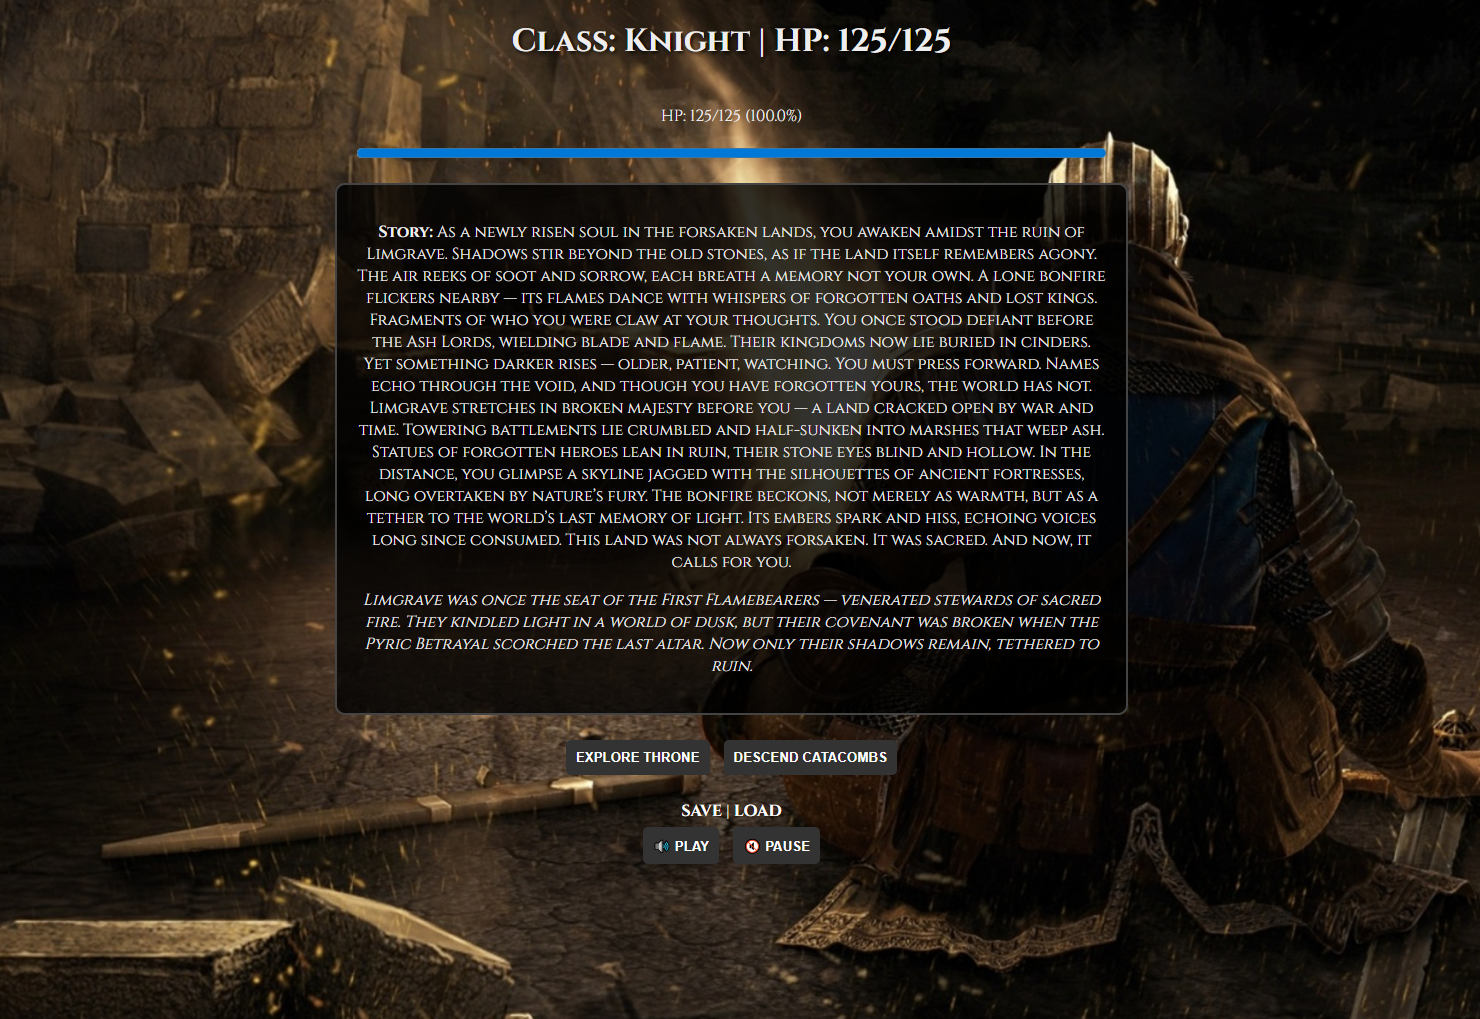 Class: Knight | HP: 125/125
HP: 125/125 (100.0%)
Story: As a newly risen soul in the forsaken lands, you awaken amidst the ruin of
Limgrave. Shadows stir beyond the old stones, as if the land itself remembers agony.
The air reeks of soot and sorrow, each breath a memory not your own. A lone bonfire
flickers nearby — its flames dance with whispers of forgotten oaths and lost kings.
Fragments of who you were claw at your thoughts. You once stood defiant before
the Ash Lords, wielding blade and flame. Their kingdoms now lie buried in cinders.
Yet something darker rises — older, patient, watching. You must press forward. Names
echo through the void, and though you have forgotten yours, the world has not.
Limgrave stretches in broken majesty before you — a land cracked open by war and
time. Towering battlements lie crumbled and half-sunken into marshes that weep ash.
Statues of forgotten heroes lean in ruin, their stone eyes blind and hollow. In the
distance, you glimpse a skyline jagged with the silhouettes of ancient fortresses,
long overtaken by nature's fury. The bonfire beckons, not merely as warmth, but as a
tether to the world's last memory of light. Its embers spark and hiss, echoing voices
long since consumed. This land was not always forsaken. It was sacred. And now, it
calls for you.
Limgrave was once the seat of the First Flamebearers — venerated stewards of sacred
fire. They kindled light in a world of dusk, but their covenant was broken when the
Pyric Betrayal scorched the last altar. Now only their shadows remain, tethered to
ruin.
EXPLORE THRONE DESCEND CATACOMBS
SAVE | LOAD
🔊 PLAY 🔇 PAUSE